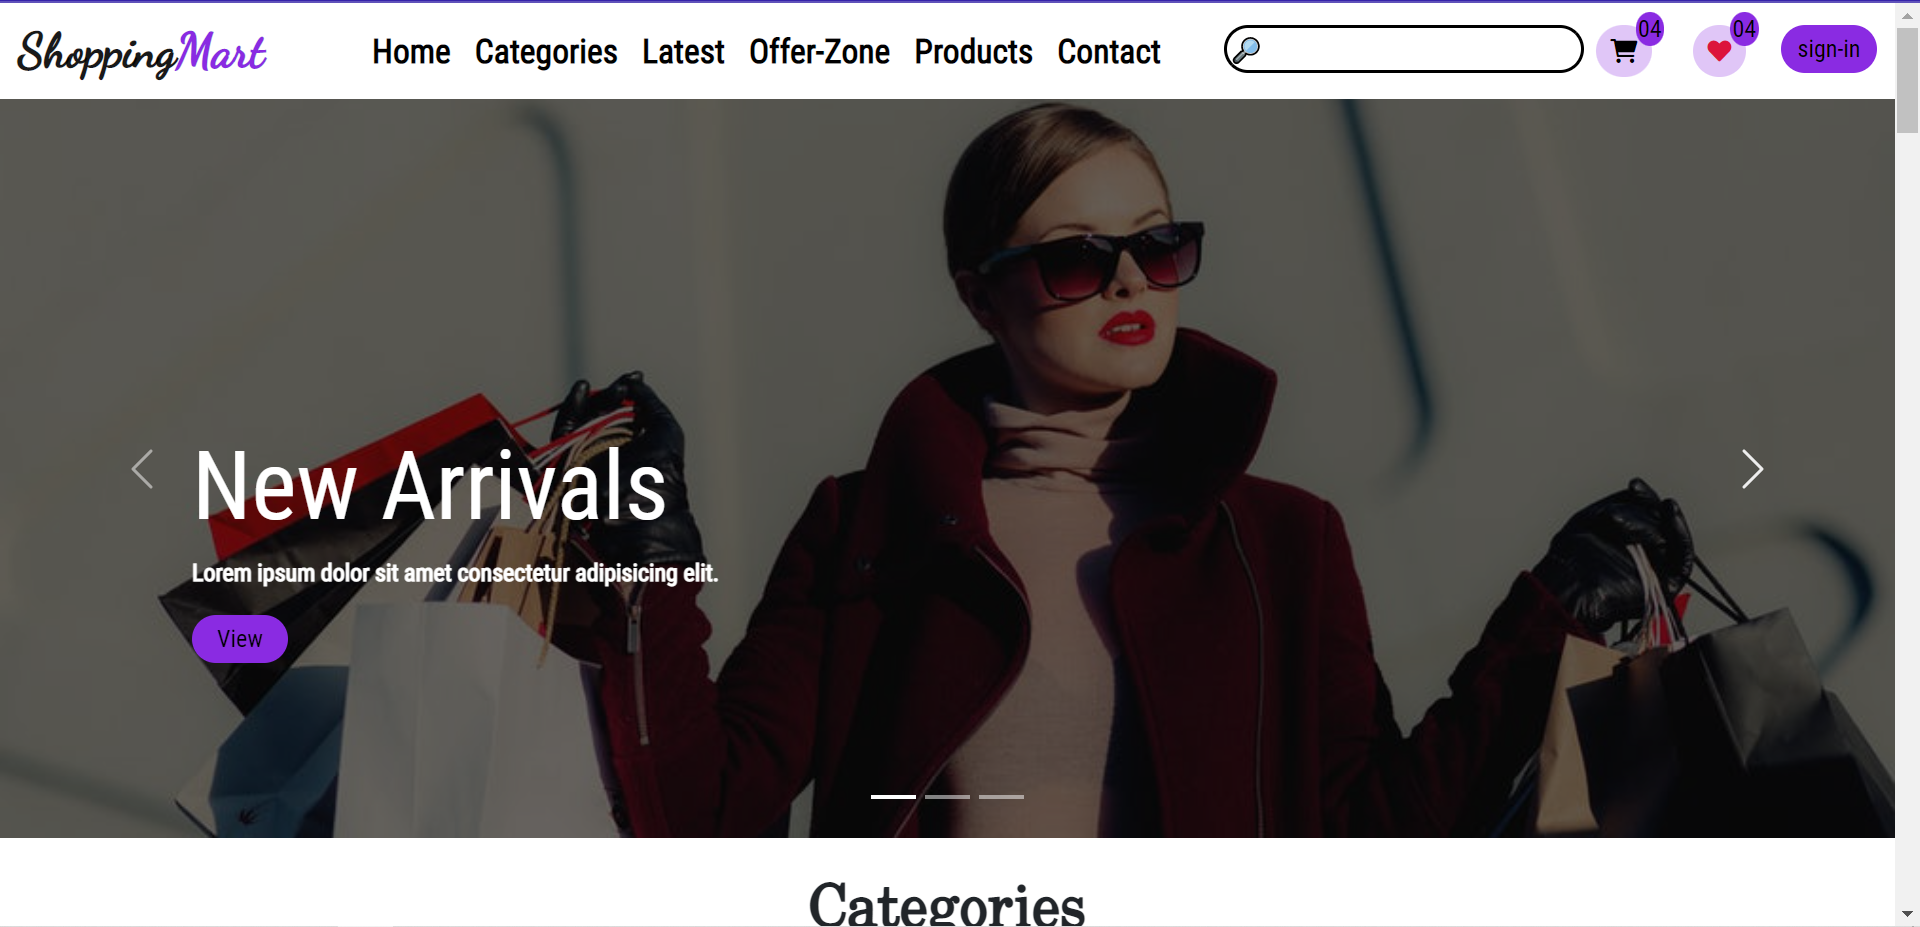 ShoppingMart
Home Categories Latest Offer-Zone Products Contact
04
04
sign-in
New Arrivals
Lorem ipsum dolor sit amet consectetur adipisicing elit.
View
Categories